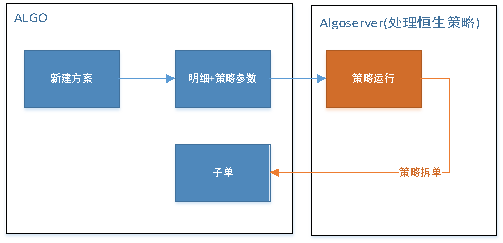 ALGO
Algoserver(处理恒生策略)
新建方案
明细+策略参数
策略运行
子单
策略拆单